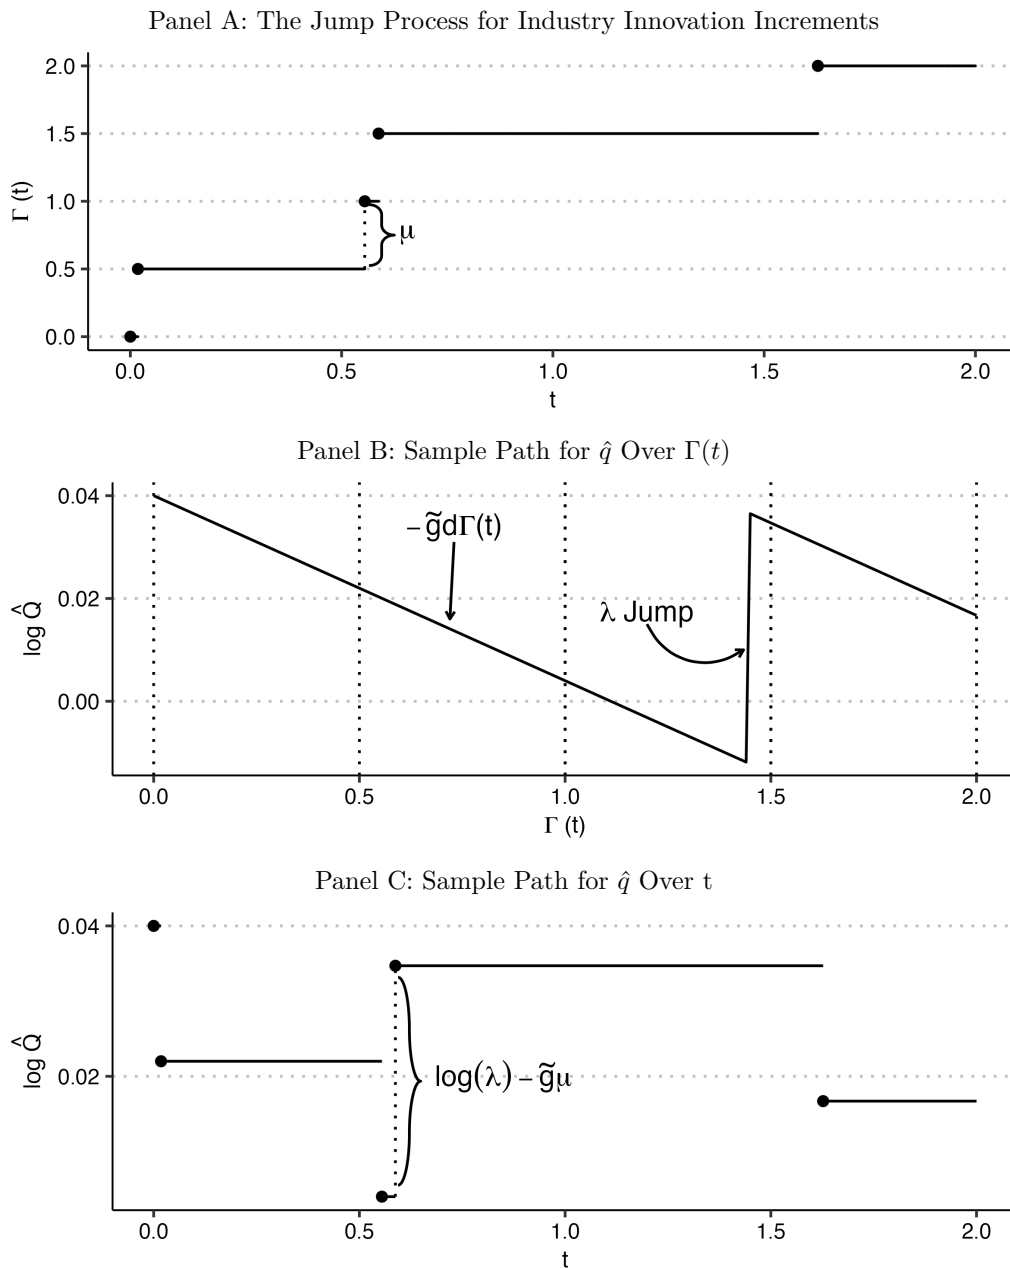 Panel A: The Jump Process for Industry Innovation Increments
2.0
1.5
1.0
0.5
0.0
Γ (t)
μ
0.0 0.5 1.0 1.5 2.0
t
Panel B: Sample Path for q̂ Over Γ(t)
0.04
0.02
0.00
log Q̂
− g̃dΓ(t)
λ Jump
0.0 0.5 1.0 1.5 2.0
Γ (t)
Panel C: Sample Path for q̂ Over t
0.04
0.02
log Q̂
log(λ) − g̃μ
0.0 0.5 1.0 1.5 2.0
t